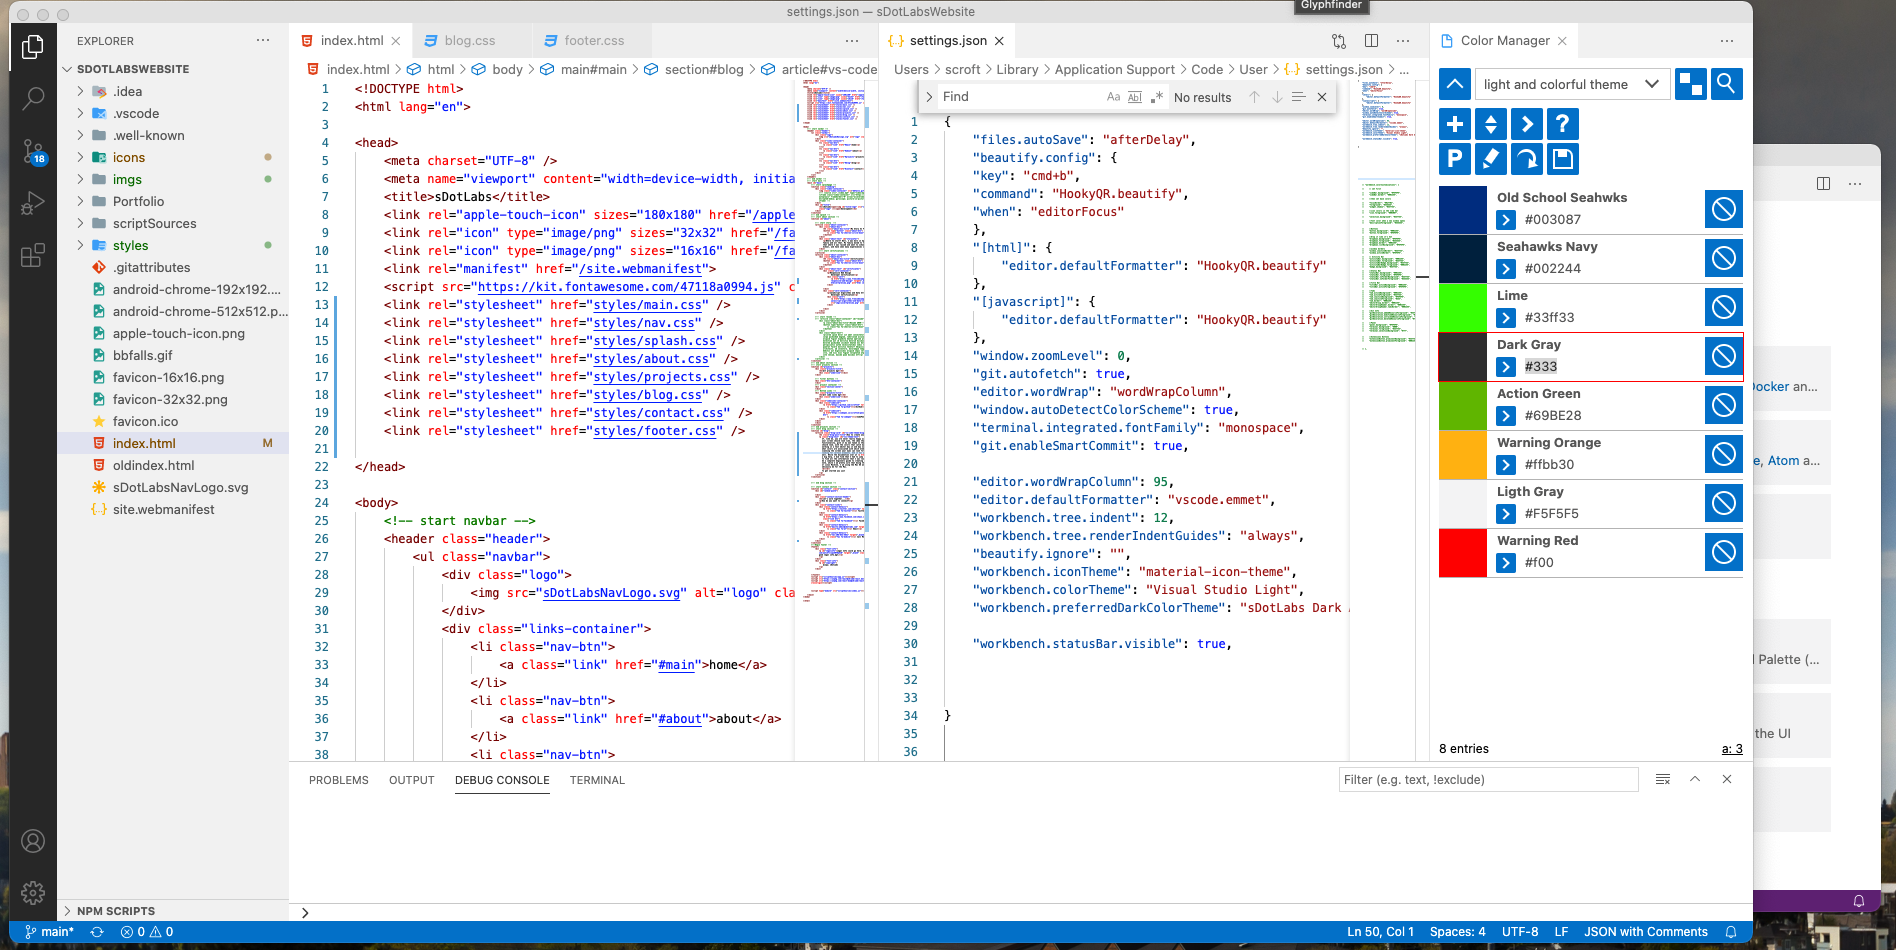 Glyphfinder
settings.json — sDotLabsWebsite
EXPLORER
SDOTLABSWEBSITE
.idea
.vscode
.well-known
icons
imgs
Portfolio
scriptSources
styles
.gitattributes
android-chrome-192x192....
android-chrome-512x512.p...
apple-touch-icon.png
bbfalls.gif
favicon-16x16.png
favicon-32x32.png
favicon.ico
index.html M
oldindex.html
sDotLabsNavLogo.svg
site.webmanifest
NPM SCRIPTS
18
index.html
blog.css
footer.css
index.html > html > body > main#main > section#blog > article#vs-code
1 <!DOCTYPE html>
2 <html lang="en">
3
4 <head>
5 <meta charset="UTF-8" />
6 <meta name="viewport" content="width=device-width, initia
7 <title>sDotLabs</title>
8 <link rel="apple-touch-icon" sizes="180x180" href="/apple
9 <link rel="icon" type="image/png" sizes="32x32" href="/fa
10 <link rel="icon" type="image/png" sizes="16x16" href="/fa
11 <link rel="manifest" href="/site.webmanifest">
12 <script src="https://kit.fontawesome.com/47118a0994.js" c
13 <link rel="stylesheet" href="styles/main.css" />
14 <link rel="stylesheet" href="styles/nav.css" />
15 <link rel="stylesheet" href="styles/splash.css" />
16 <link rel="stylesheet" href="styles/about.css" />
17 <link rel="stylesheet" href="styles/projects.css" />
18 <link rel="stylesheet" href="styles/blog.css" />
19 <link rel="stylesheet" href="styles/contact.css" />
20 <link rel="stylesheet" href="styles/footer.css" />
21
22 </head>
23
24 <body>
25 <!-- start navbar -->
26 <header class="header">
27 <ul class="navbar">
28 <div class="logo">
29 <img src="sDotLabsNavLogo.svg" alt="logo" cla
30 </div>
31 <div class="links-container">
32 <li class="nav-btn">
33 <a class="link" href="#main">home</a>
34 </li>
35 <li class="nav-btn">
36 <a class="link" href="#about">about</a>
37 </li>
38 <li class="nav-btn">
settings.json
Users > scroft > Library > Application Support > Code > User > settings.json > ...
Find
Aa
Abl
No results
1 {
2 "files.autoSave": "afterDelay",
3 "beautify.config": {
4 "key": "cmd+b",
5 "command": "HookyQR.beautify",
6 "when": "editorFocus"
7 },
8 "[html]": {
9 "editor.defaultFormatter": "HookyQR.beautify"
10 },
11 "[javascript]": {
12 "editor.defaultFormatter": "HookyQR.beautify"
13 },
14 "window.zoomLevel": 0,
15 "git.autofetch": true,
16 "editor.wordWrap": "wordWrapColumn",
17 "window.autoDetectColorScheme": true,
18 "terminal.integrated.fontFamily": "monospace",
19 "git.enableSmartCommit": true,
20
21 "editor.wordWrapColumn": 95,
22 "editor.defaultFormatter": "vscode.emmet",
23 "workbench.tree.indent": 12,
24 "workbench.tree.renderIndentGuides": "always",
25 "beautify.ignore": "",
26 "workbench.iconTheme": "material-icon-theme",
27 "workbench.colorTheme": "Visual Studio Light",
28 "workbench.preferredDarkColorTheme": "sDotLabs Dark
29
30 "workbench.statusBar.visible": true,
31
32
33
34 }
35
36
Color Manager
light and colorful theme
?
P
Old School Seahwks
#003087
Seahawks Navy
#002244
Lime
#33ff33
Dark Gray
#333
Action Green
#69BE28
Warning Orange
#ffbb30
Ligth Gray
#F5F5F5
Warning Red
#f00
8 entries
a: 3
Docker an...
e, Atom a...
Palette (...
the UI
PROBLEMS
OUTPUT
DEBUG CONSOLE
TERMINAL
Filter (e.g. text, !exclude)
main*
0
0
Ln 50, Col 1
Spaces: 4
UTF-8
LF
JSON with Comments